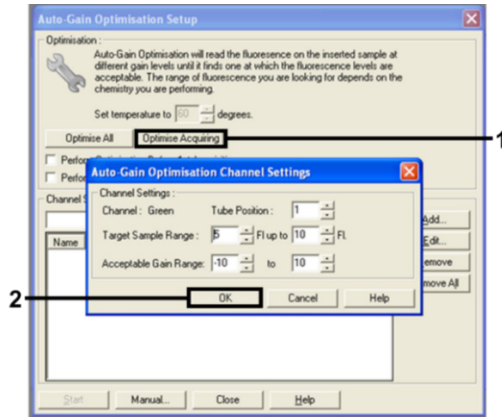 Auto-Gain Optimisation Setup
Optimisation :
Auto-Gain Optimisation will read the fluoresence on the inserted sample at
different gain levels until it finds one at which the fluorescence levels are
acceptable. The range of fluorescence you are looking for depends on the
chemistry you are performing.
Set temperature to 60 degrees.
Optimise All Optimise Acquiring
1
Perfor
Perfor
Auto-Gain Optimisation Channel Settings
Channel Settings :
Channel : Green Tube Position : 1
Target Sample Range : 5 Fl up to 10 Fl.
Acceptable Gain Range: -10 to 10
OK Cancel Help
2
Channel S
Name
Add...
Edit...
emove
move All
Start Manual... Close Help